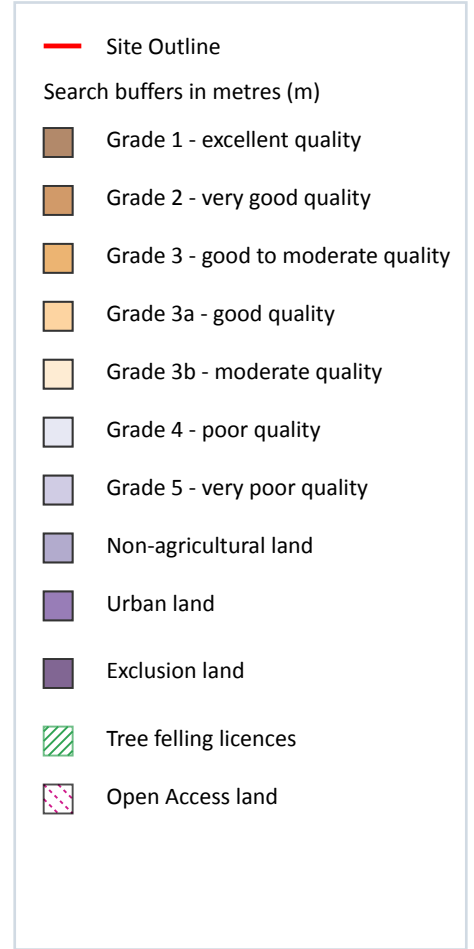 Site Outline
Search buffers in metres (m)
Grade 1 - excellent quality
Grade 2 - very good quality
Grade 3 - good to moderate quality
Grade 3a - good quality
Grade 3b - moderate quality
Grade 4 - poor quality
Grade 5 - very poor quality
Non-agricultural land
Urban land
Exclusion land
Tree felling licences
Open Access land